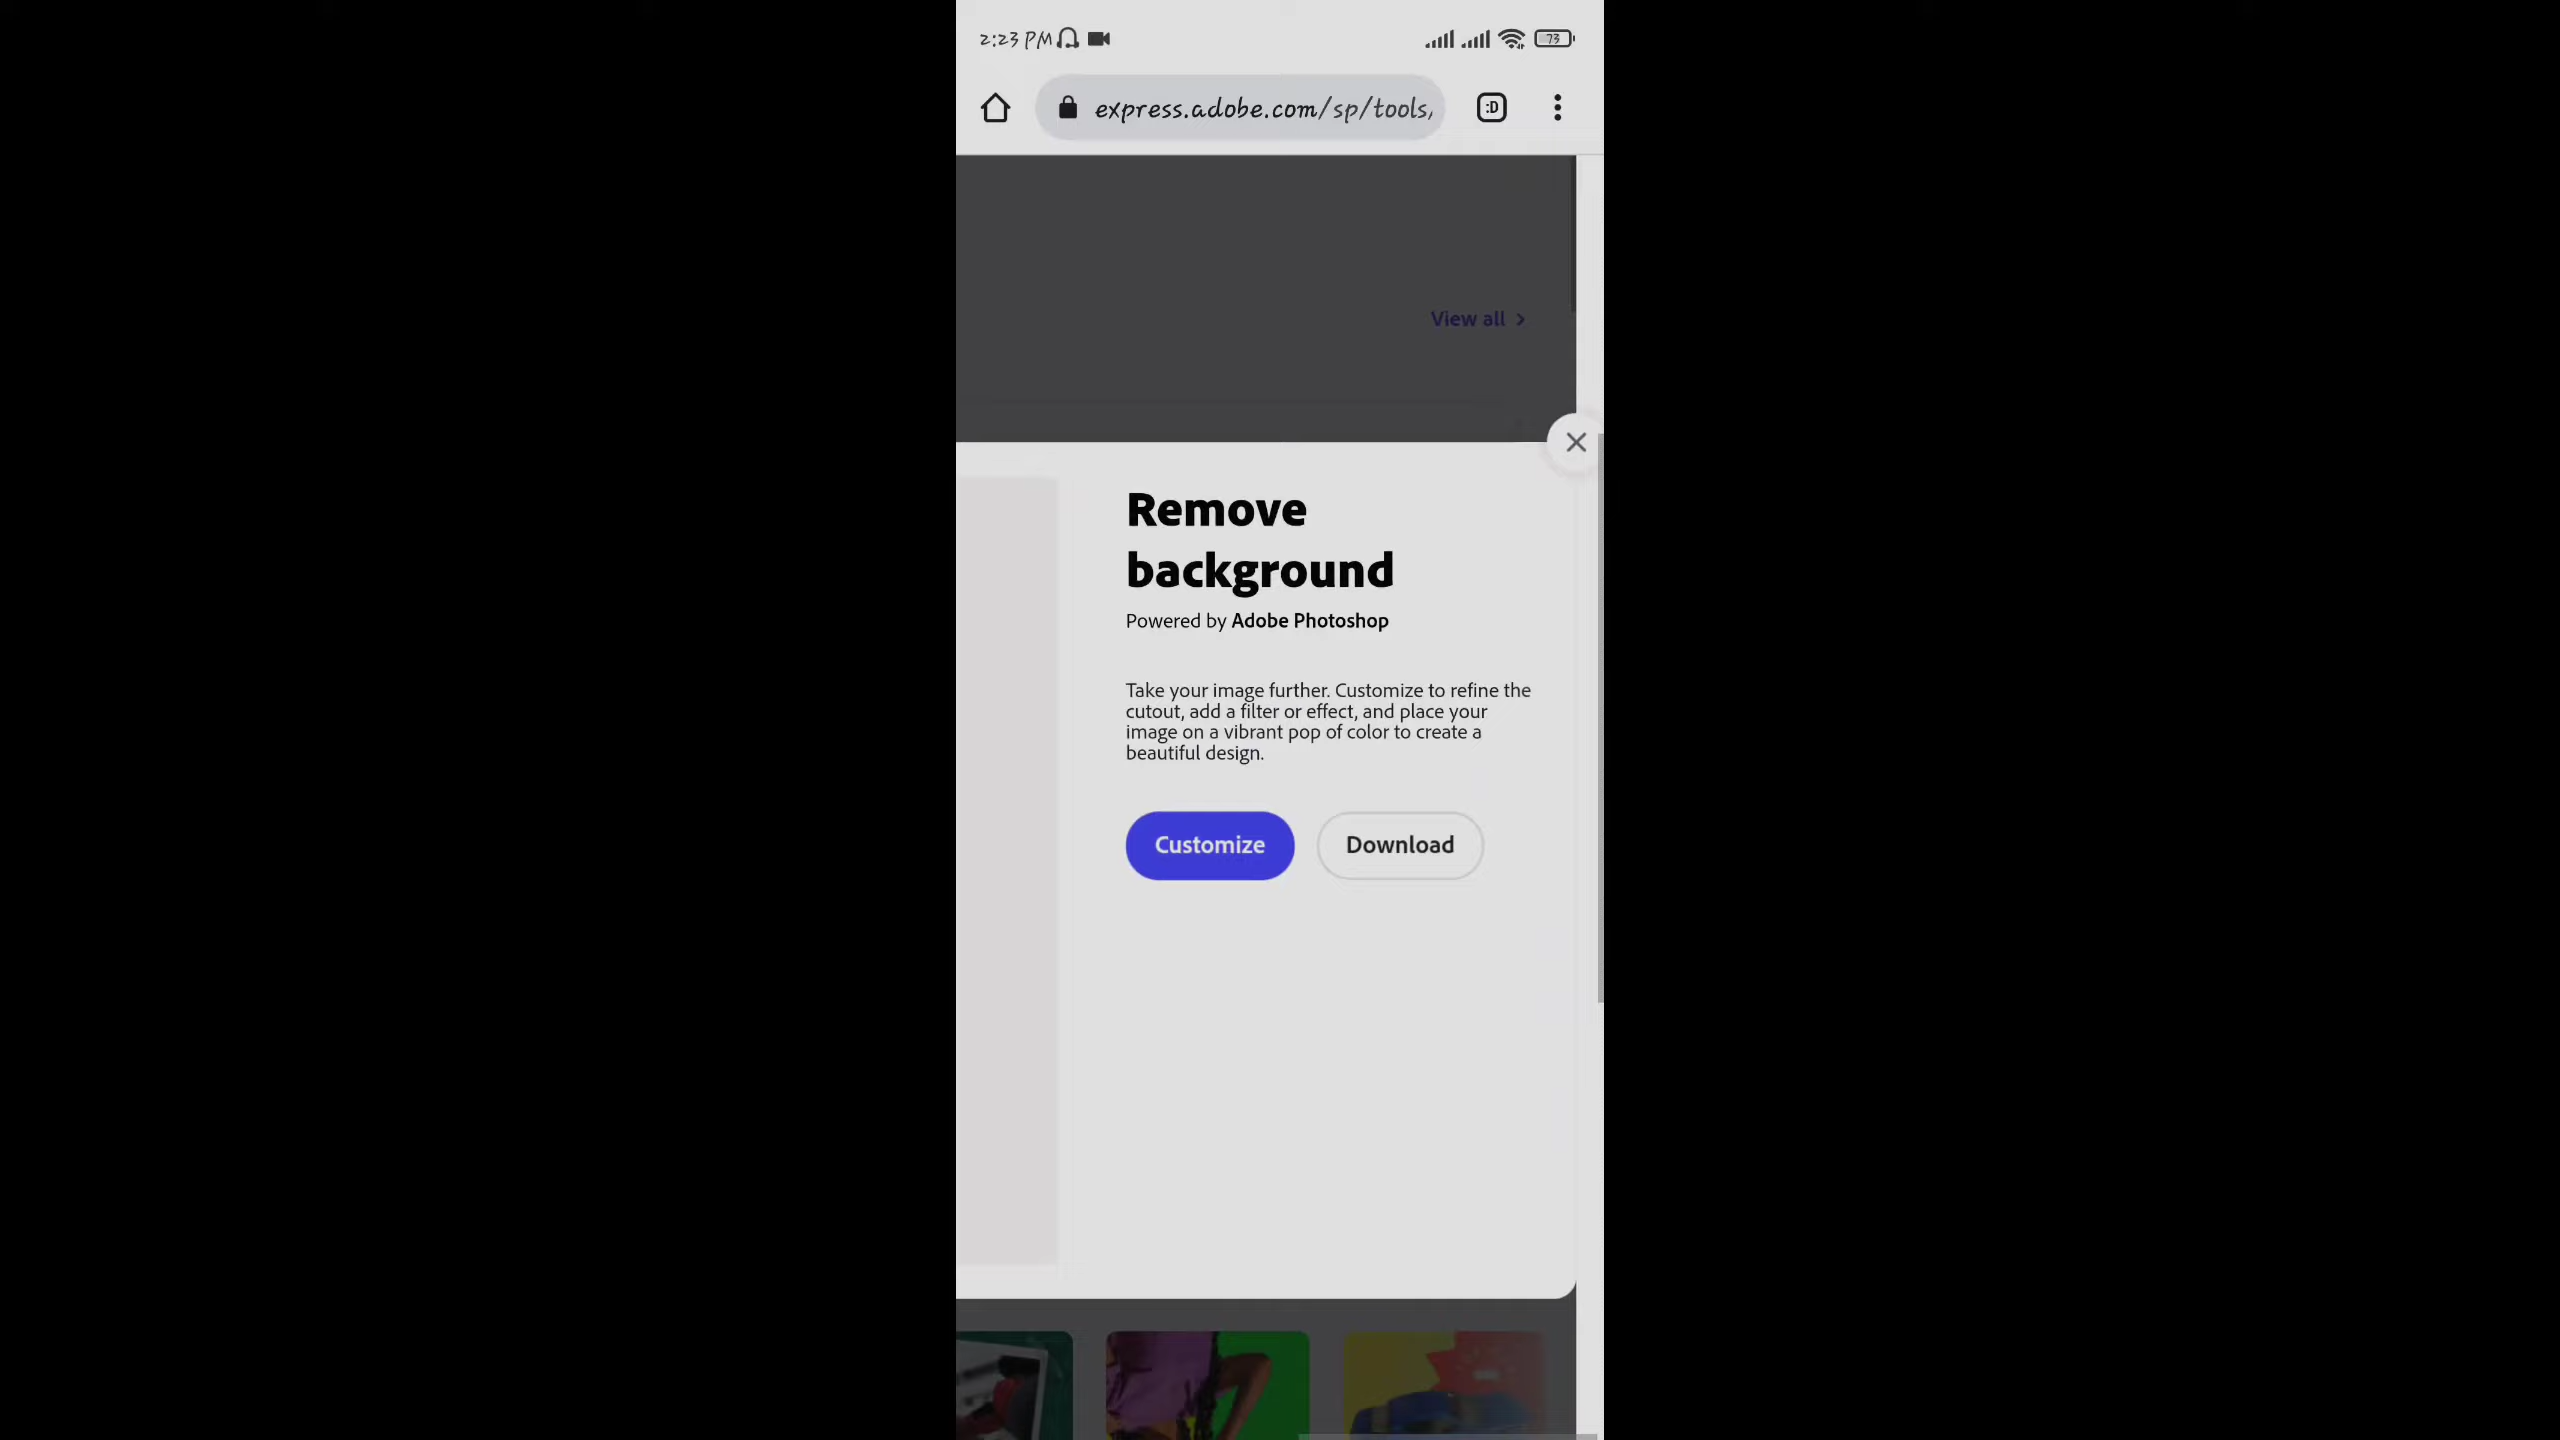 2:23 PM
73
express.adobe.com/sp/tools,
:D
View all
Remove
background
Powered by Adobe Photoshop
Take your image further. Customize to refine the
cutout, add a filter or effect, and place your
image on a vibrant pop of color to create a
beautiful design.
Customize
Download